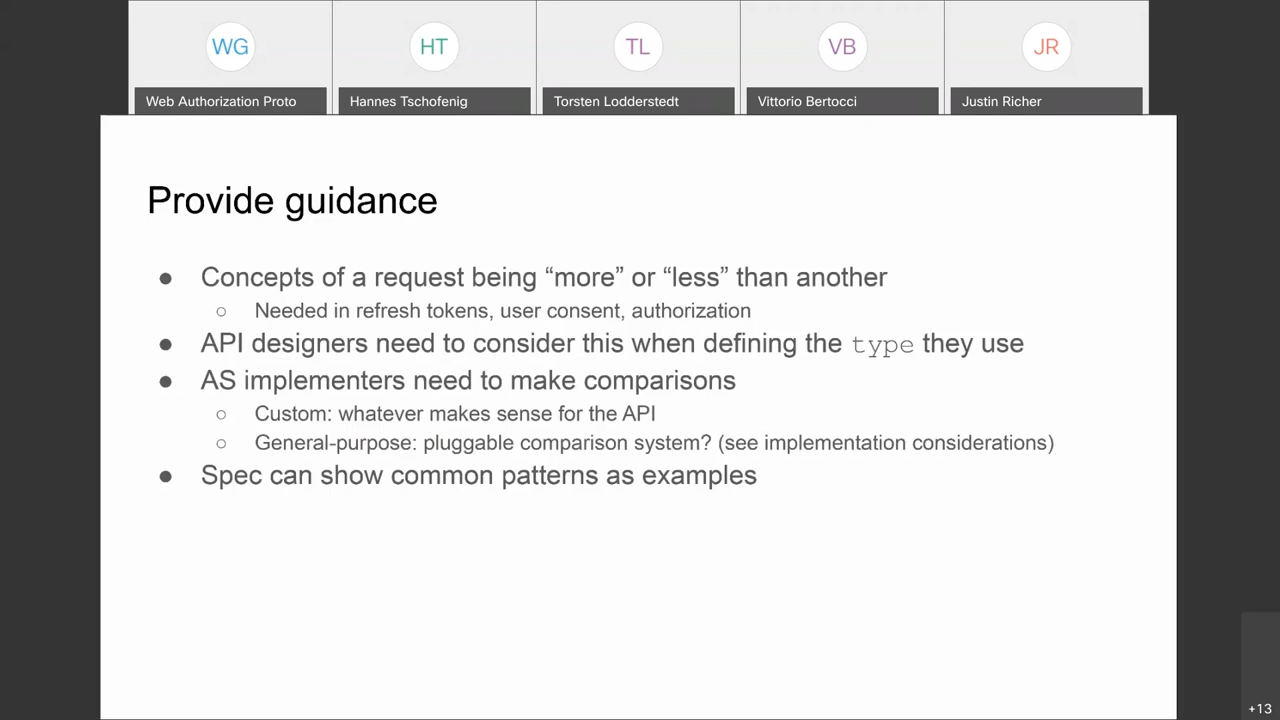 WG
HT
TL
VB
JR
Web Authorization Proto
Hannes Tschofenig
Torsten Lodderstedt
Vittorio Bertocci
Justin Richer
Provide guidance
● Concepts of a request being “more” or “less” than another
○ Needed in refresh tokens, user consent, authorization
● API designers need to consider this when defining the type they use
● AS implementers need to make comparisons
○ Custom: whatever makes sense for the API
○ General-purpose: pluggable comparison system? (see implementation considerations)
● Spec can show common patterns as examples
+13